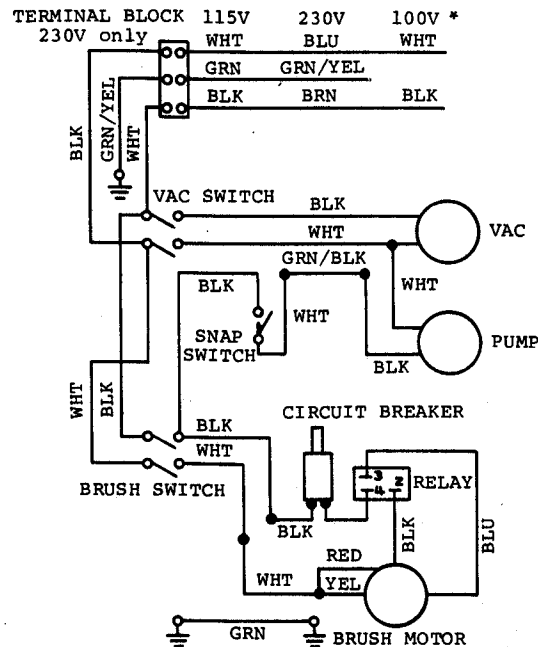 TERMINAL BLOCK 115V 230V 100V *
230V only WHT BLU WHT
GRN GRN/YEL
BLK BRN BLK
BLK
GRN/YEL
WHT
VAC SWITCH
BLK
WHT
VAC
GRN/BLK
BLK
WHT
WHT
SNAP
SWITCH
PUMP
BLK
WHT
BLK
BLK
WHT
CIRCUIT BREAKER
BRUSH SWITCH
3
4 2
RELAY
BLK
BLK
BLU
RED
WHT
YEL
GRN
BRUSH MOTOR